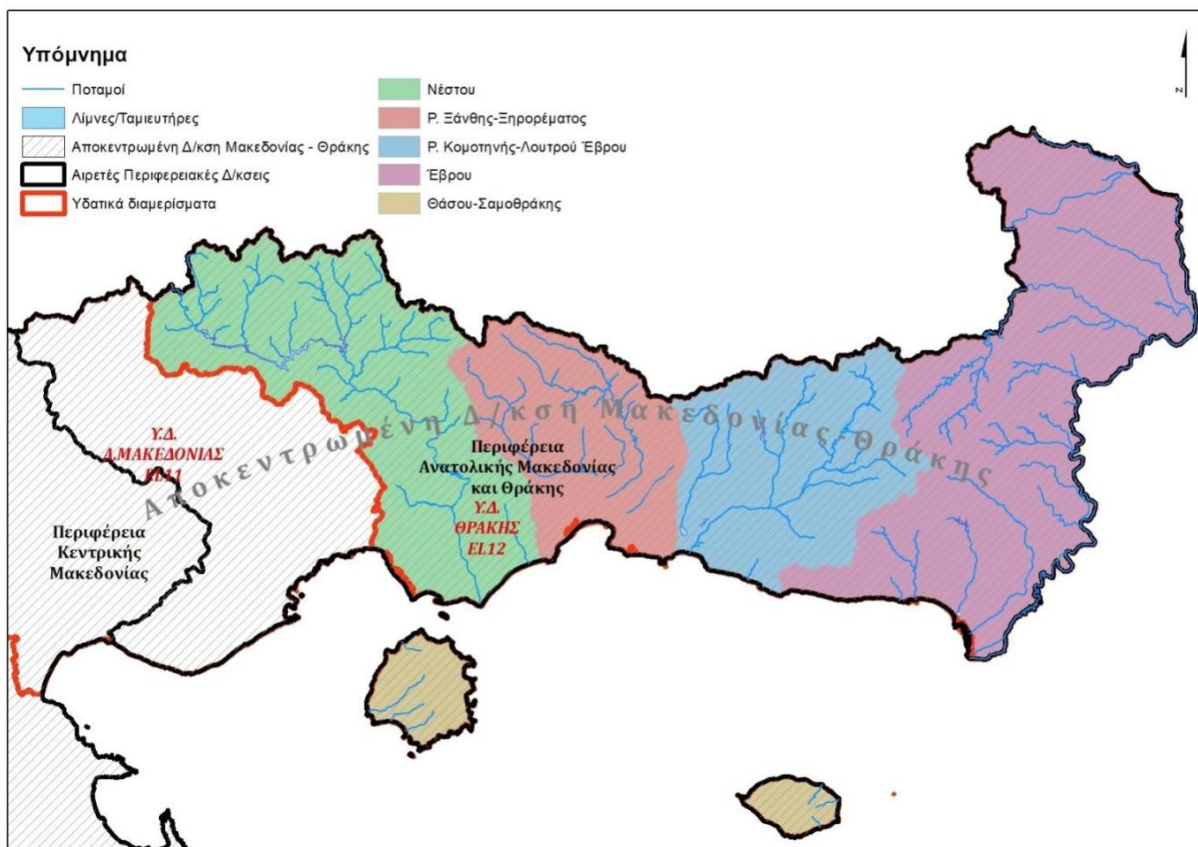 Υπόμνημα
Ποταμοί
Λίμνες/Ταμιευτήρες
Αποκεντρωμένη Δ/κση Μακεδονίας - Θράκης
Αιρετές Περιφερειακές Δ/κσεις
Υδατικά διαμερίσματα
Νέστου
Ρ. Ξάνθης-Ξηρορέματος
Ρ. Κομοτηνής-Λουτρού Έβρου
Έβρου
Θάσου-Σαμοθράκης
N
Αποκεντρωμένη Δ/κση Μακεδονίας-Θράκης
Υ.Δ.
Δ.ΜΑΚΕΔΟΝΙΑΣ
EL11
Περιφέρεια
Κεντρικής
Μακεδονίας
Περιφέρεια
Ανατολικής Μακεδονίας
και Θράκης
Υ.Δ.
ΘΡΑΚΗΣ
EL12